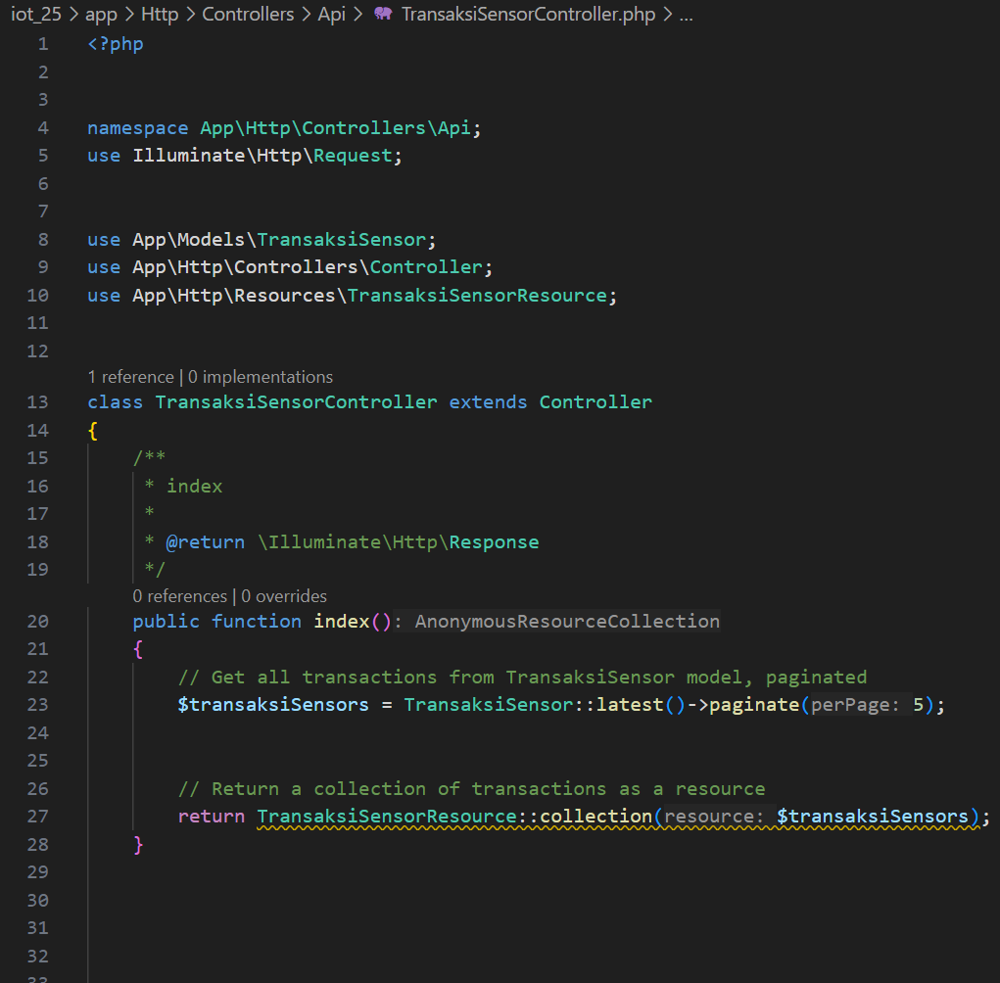 iot_25 > app > Http > Controllers > Api > TransaksiSensorController.php > ...
1 <?php
2
3
4 namespace App\Http\Controllers\Api;
5 use Illuminate\Http\Request;
6
7
8 use App\Models\TransaksiSensor;
9 use App\Http\Controllers\Controller;
10 use App\Http\Resources\TransaksiSensorResource;
11
12
1 reference | 0 implementations
13 class TransaksiSensorController extends Controller
14 {
15     /**
16      * index
17      *
18      * @return \Illuminate\Http\Response
19      */
0 references | 0 overrides
20     public function index(): AnonymousResourceCollection
21     {
22         // Get all transactions from TransaksiSensor model, paginated
23         $transaksiSensors = TransaksiSensor::latest()->paginate(perPage: 5);
24
25
26         // Return a collection of transactions as a resource
27         return TransaksiSensorResource::collection(resource: $transaksiSensors);
28     }
29
30
31
32
33